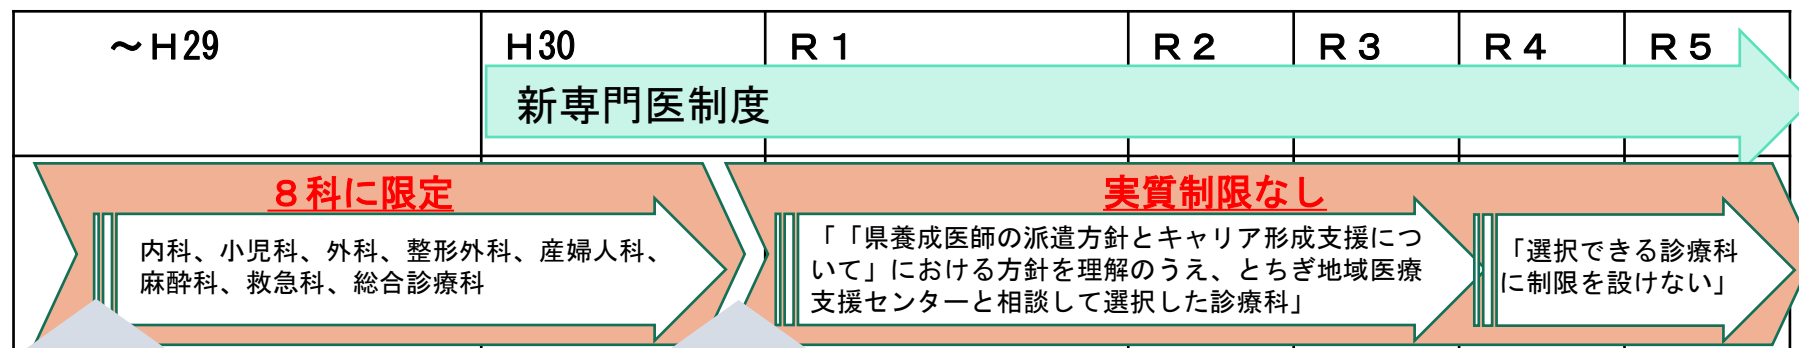 ～H29 H30 R１ R２ R３ R４ R５
新専門医制度
８科に限定
内科、小児科、外科、整形外科、産婦人科、
麻酔科、救急科、総合診療科
実質制限なし
「「県養成医師の派遣方針とキャリア形成支援につ
いて」における方針を理解のうえ、とちぎ地域医療
支援センターと相談して選択した診療科」
「選択できる診療科
に制限を設けない」